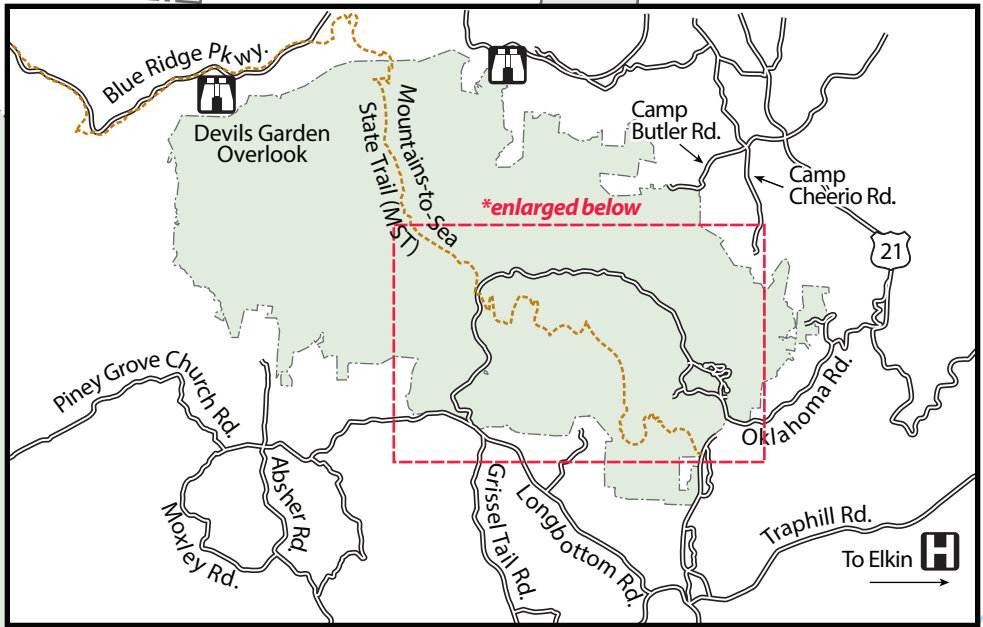 Blue Ridge Pkwy.
Devils Garden
Overlook
Mountains-to-Sea
State Trail (MST)
Camp
Butler Rd.
Camp
Cheerio Rd.
*enlarged below
21
Piney Grove Church Rd.
Absher Rd.
Moxley Rd.
Grissel Tail Rd.
Longbottom Rd.
Oklahoma Rd.
Traphill Rd.
To Elkin
H